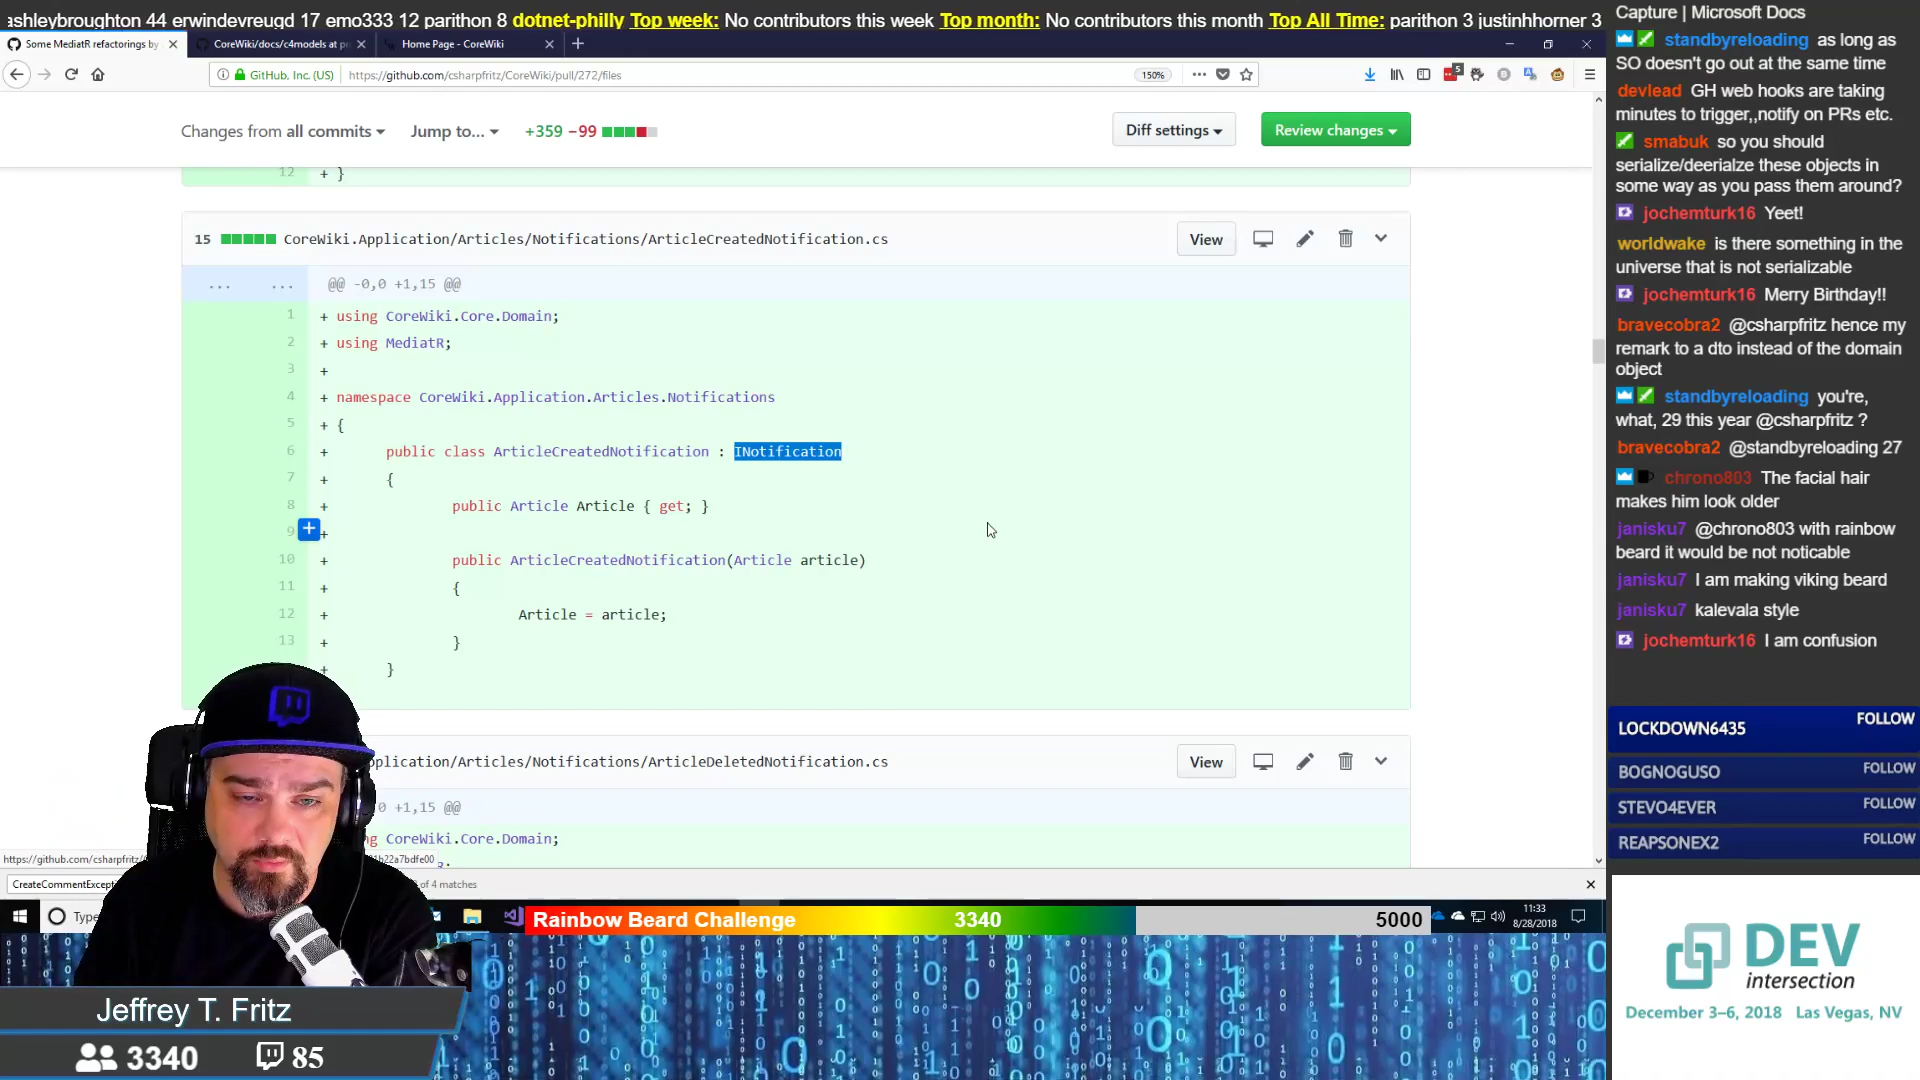 ashleybroughton 44 erwindevreugd 17 emo333 12 parithon 8 dotnet-philly Top week: No contributors this week Top month: No contributors this month Top All Time: parithon 3 justinhhorner 3
Some MediatR refactorings by
CoreWiki/docs/c4models at p
Home Page - CoreWiki
GitHub, Inc. (US)
https://github.com/csharpfritz/CoreWiki/pull/272/files
150%
5
Changes from all commits
Jump to...
+359 −99
Diff settings
Review changes
12 + }
15 CoreWiki.Application/Articles/Notifications/ArticleCreatedNotification.cs
View
... ... @@ -0,0 +1,15 @@
1 + using CoreWiki.Core.Domain;
2 + using MediatR;
3 +
4 + namespace CoreWiki.Application.Articles.Notifications
5 + {
6 + public class ArticleCreatedNotification : INotification
7 + {
8 + public Article Article { get; }
9 +
10 + public ArticleCreatedNotification(Article article)
11 + {
12 + Article = article;
13 + }
+ }
plication/Articles/Notifications/ArticleDeletedNotification.cs
View
0 +1,15 @@
g CoreWiki.Core.Domain;
https://github.com/csharpfritz/
1b22a7bdfe00
CreateCommentExcept
of 4 matches
11:33
8/28/2018
Rainbow Beard Challenge 3340 5000
Jeffrey T. Fritz
3340 85
Capture | Microsoft Docs
standbyreloading as long as
SO doesn't go out at the same time
devlead GH web hooks are taking
minutes to trigger,,notify on PRs etc.
smabuk so you should
serialize/deerialze these objects in
some way as you pass them around?
jochemturk16 Yeet!
worldwake is there something in the
universe that is not serializable
jochemturk16 Merry Birthday!!
bravecobra2 @csharpfritz hence my
remark to a dto instead of the domain
object
standbyreloading you're,
what, 29 this year @csharpfritz ?
bravecobra2 @standbyreloading 27
chrono803 The facial hair
makes him look older
janisku7 @chrono803 with rainbow
beard it would be not noticable
janisku7 I am making viking beard
janisku7 kalevala style
jochemturk16 I am confusion
LOCKDOWN6435 FOLLOW
BOGNOGUSO FOLLOW
STEVO4EVER FOLLOW
REAPSONEX2 FOLLOW
DEV
intersection
December 3–6, 2018 Las Vegas, NV